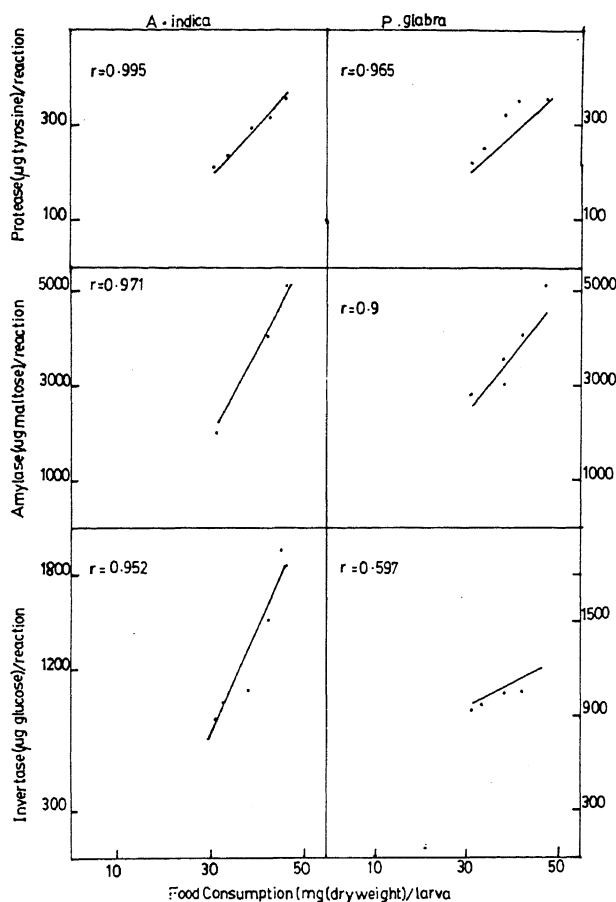 A.indica
P.glabra
Protease(µg tyrosine)/reaction
300
100
r=0.995
r=0.965
300
100
Amylase(µg maltose)/reaction
5000
3000
1000
r=0.971
r=0.9
5000
3000
1000
Invertase(µg glucose)/reaction
1800
1200
300
r=0.952
r=0.597
1500
900
300
10
30
50
10
30
50
Food Consumption(mg(dryweight)/larva